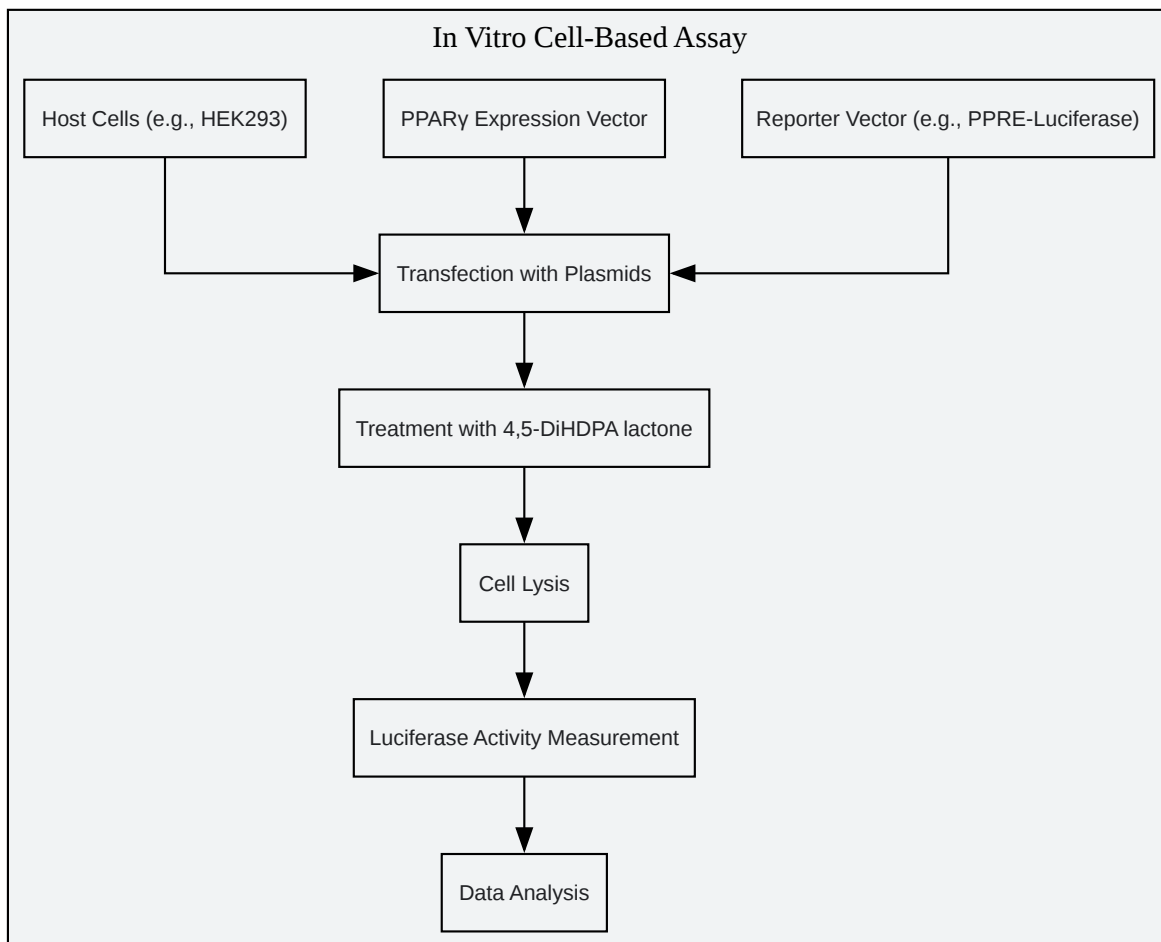 In Vitro Cell-Based Assay
Host Cells (e.g., HEK293)
PPARγ Expression Vector
Reporter Vector (e.g., PPRE-Luciferase)
Transfection with Plasmids
Treatment with 4,5-DiHDPA lactone
Cell Lysis
Luciferase Activity Measurement
Data Analysis